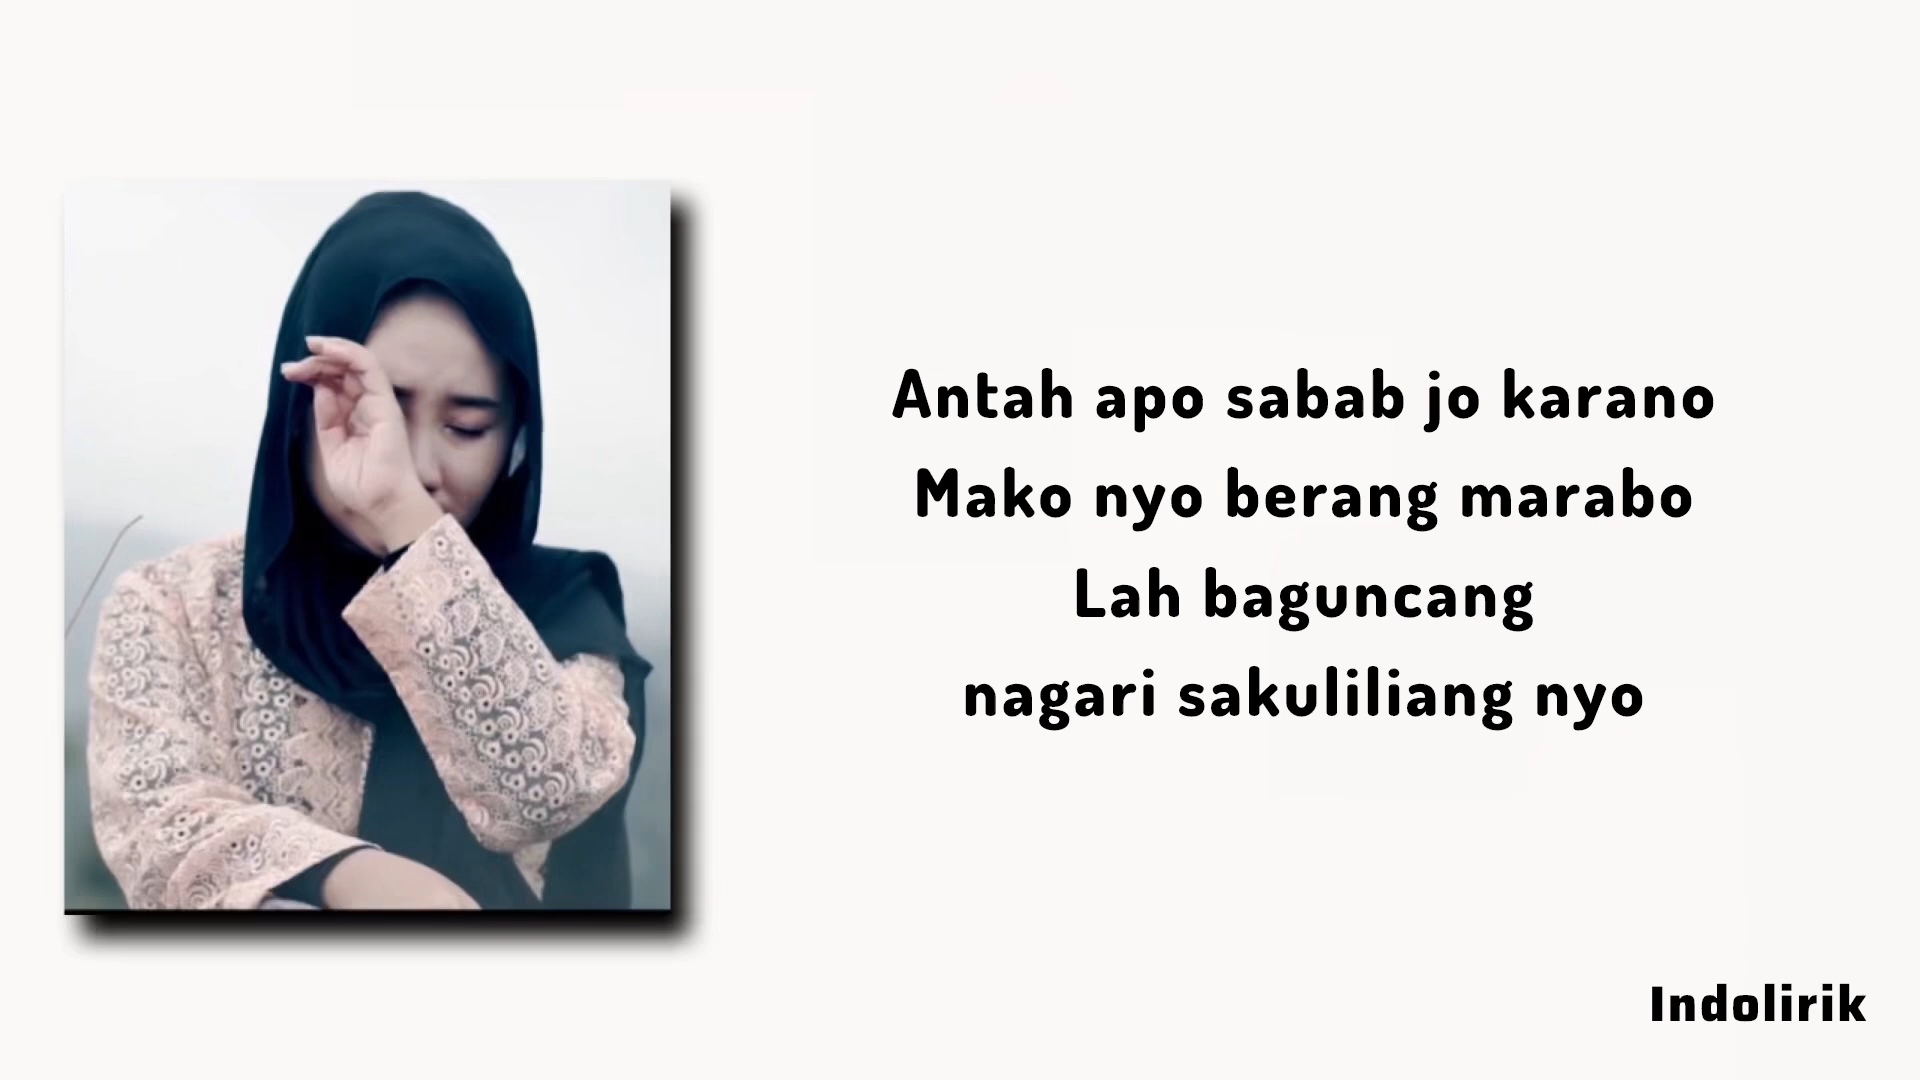 Antah apo sabab jo karano
Mako nyo berang marabo
Lah baguncang
nagari sakuliliang nyo
Indolirik